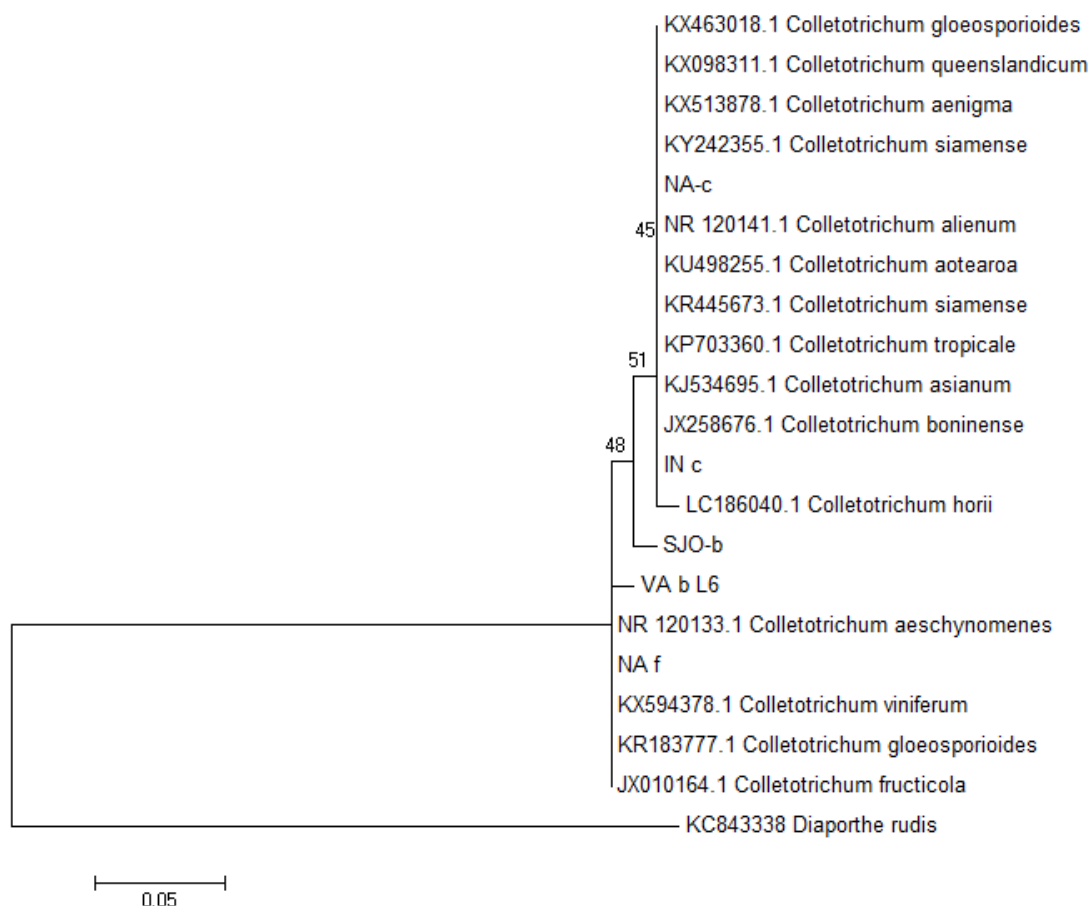 KX463018.1 Colletotrichum gloeosporioides
KX098311.1 Colletotrichum queenslandicum
KX513878.1 Colletotrichum aenigma
KY242355.1 Colletotrichum siamense
NA-c
NR 120141.1 Colletotrichum alienum
45
KU498255.1 Colletotrichum aotearoa
KR445673.1 Colletotrichum siamense
KP703360.1 Colletotrichum tropicale
51
KJ534695.1 Colletotrichum asianum
JX258676.1 Colletotrichum boninense
48
IN c
LC186040.1 Colletotrichum horii
SJO-b
VA b L6
NR 120133.1 Colletotrichum aeschynomenes
NA f
KX594378.1 Colletotrichum viniferum
KR183777.1 Colletotrichum gloeosporioides
JX010164.1 Colletotrichum fructicola
KC843338 Diaporthe rudis
0.05